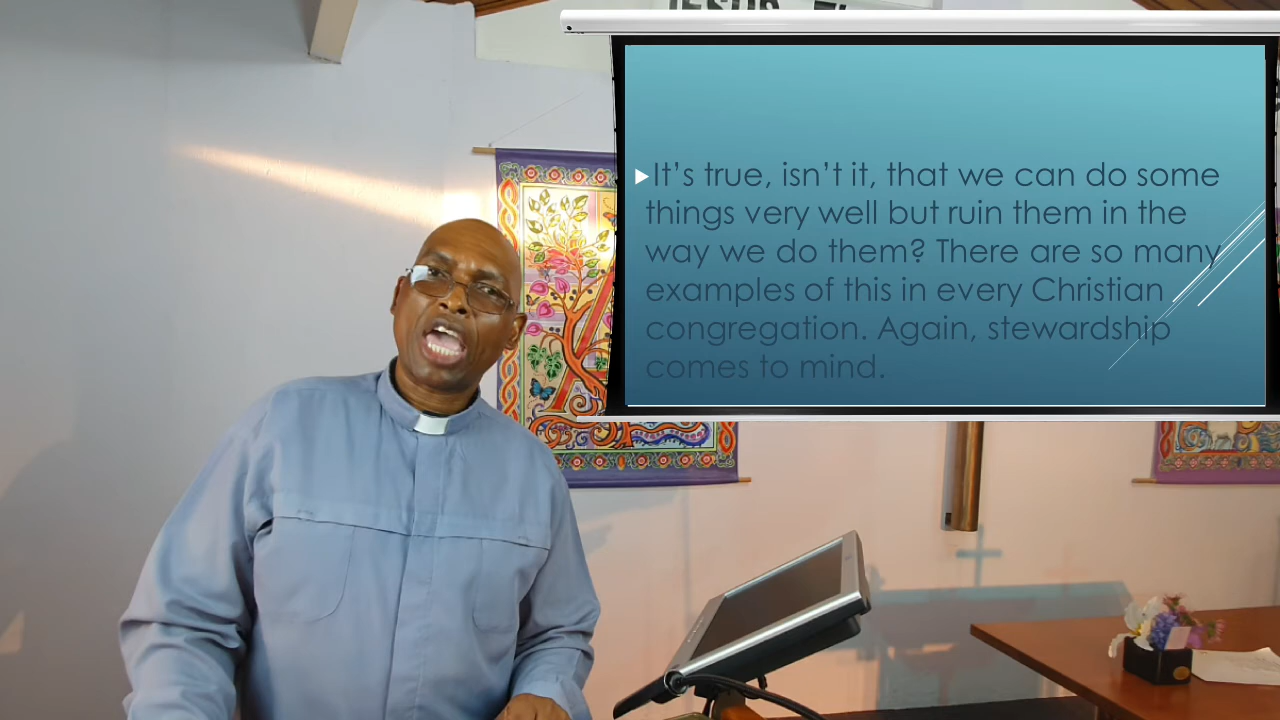 JESUS
It's true, isn't it, that we can do some
things very well but ruin them in the
way we do them? There are so many
examples of this in every Christian
congregation. Again, stewardship
comes to mind.